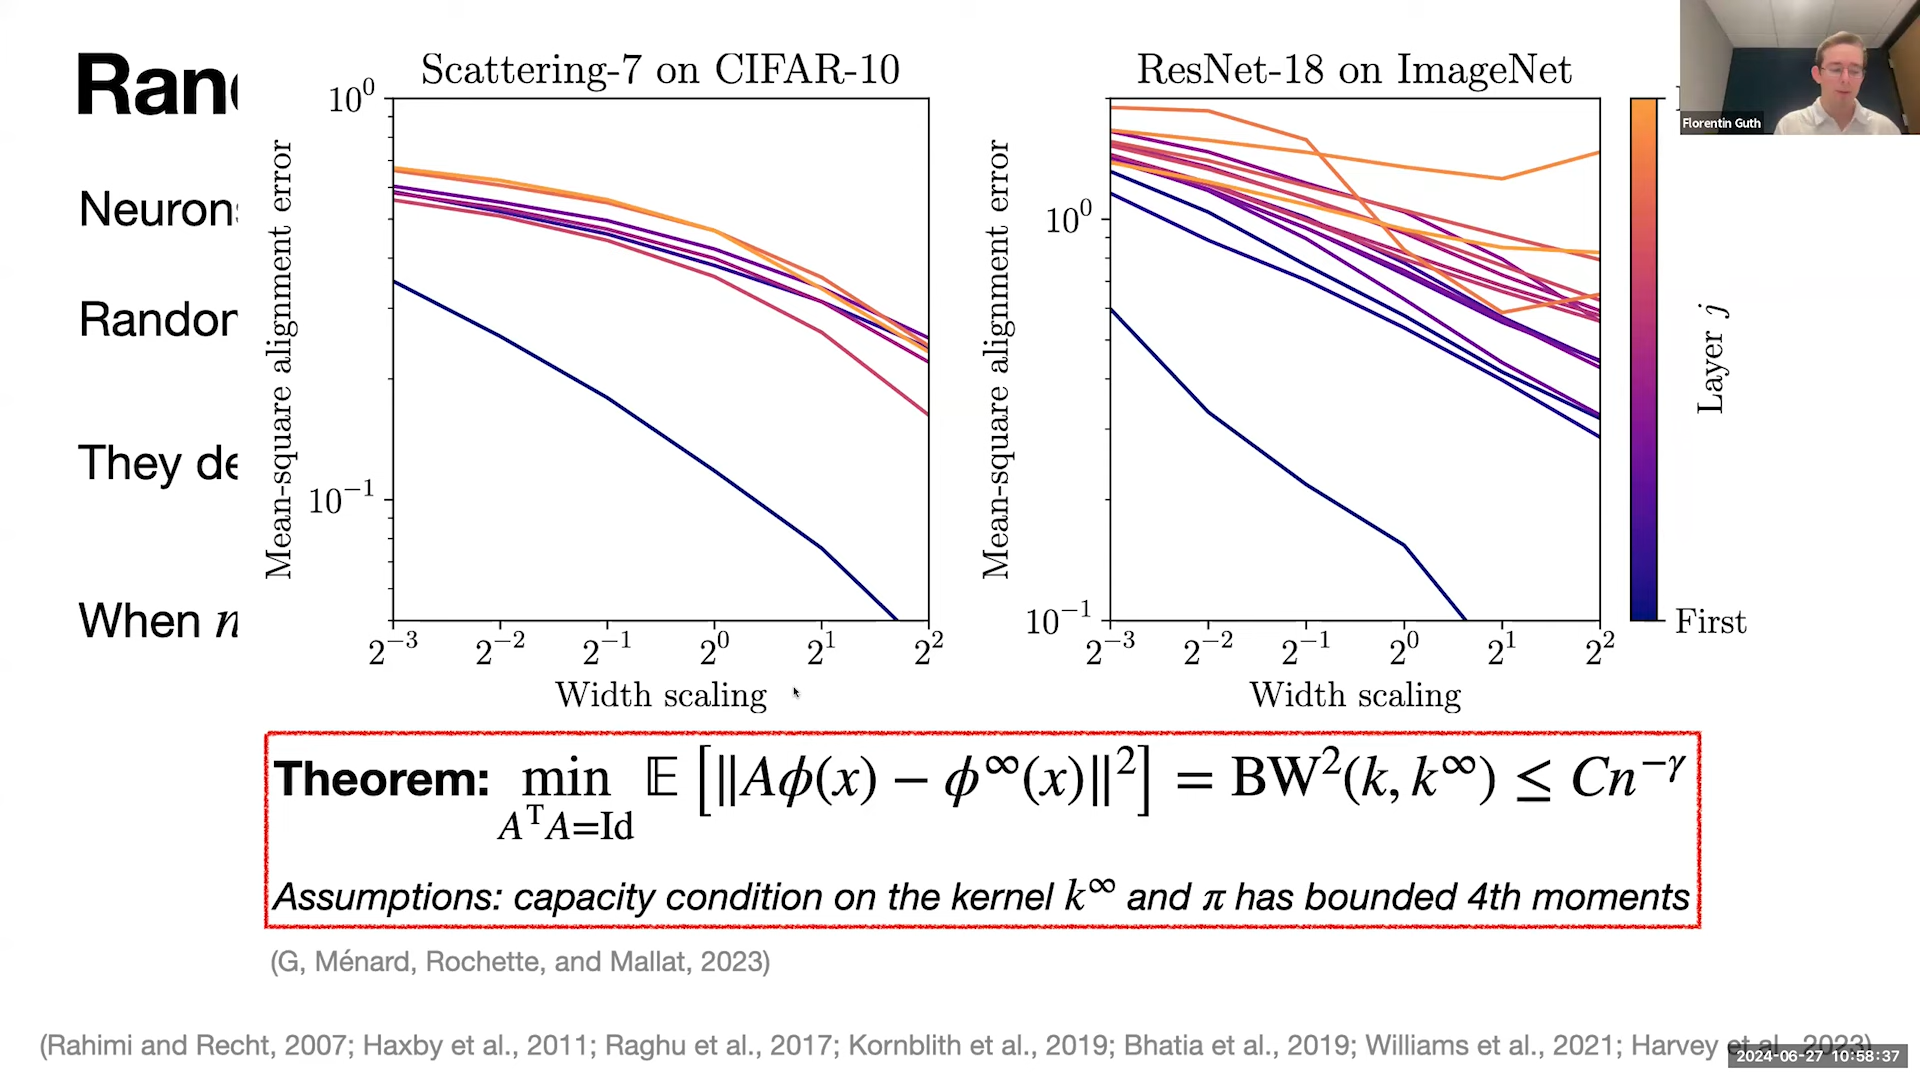 Scattering-7 on CIFAR-10
ResNet-18 on ImageNet
Florentin Guth
10⁰
10⁻¹
Mean-square alignment error
2⁻³ 2⁻² 2⁻¹ 2⁰ 2¹ 2²
Width scaling
10⁰
10⁻¹
Mean-square alignment error
2⁻³ 2⁻² 2⁻¹ 2⁰ 2¹ 2²
Width scaling
Layer j
First
They
When n
Theorem: min E [‖Aϕ(x) − ϕ^∞(x)‖²] = BW²(k, k^∞) ≤ Cn^−γ
AᵀA=Id
Assumptions: capacity condition on the kernel k^∞ and π has bounded 4th moments
(G, Ménard, Rochette, and Mallat, 2023)
(Rahimi and Recht, 2007; Haxby et al., 2011; Raghu et al., 2017; Kornblith et al., 2019; Bhatia et al., 2019; Williams et al., 2021; Harvey et al., 2023)
2024-06-27 10:58:37